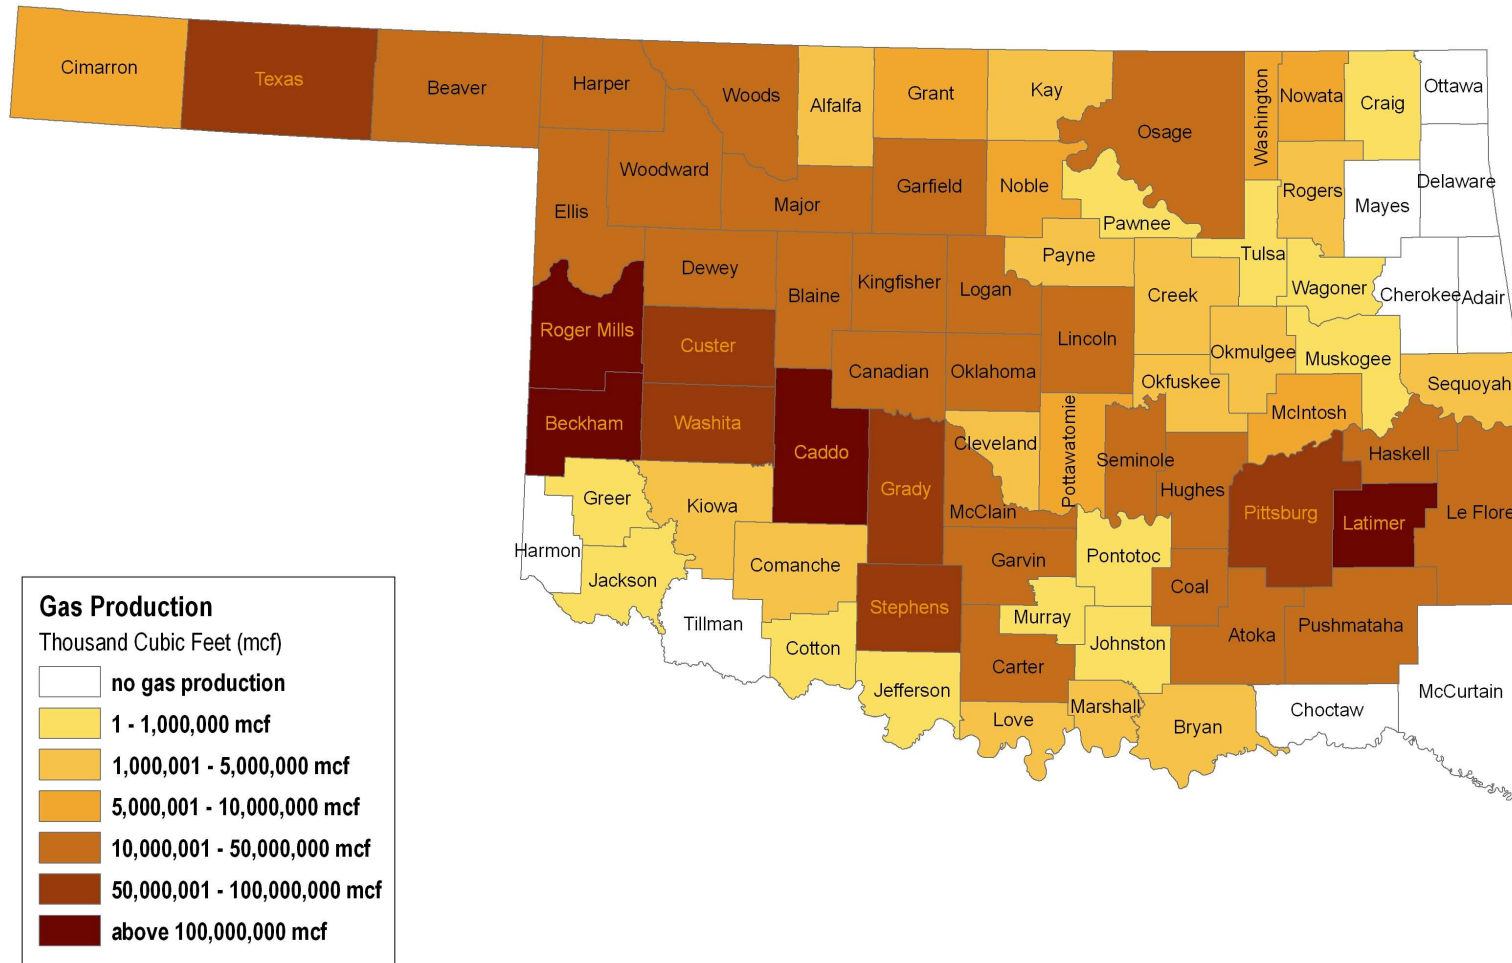 Cimarron
Texas
Beaver
Harper
Woods
Alfalfa
Grant
Kay
Osage
Washington
Nowata
Craig
Ottawa
Woodward
Ellis
Major
Garfield
Noble
Pawnee
Rogers
Mayes
Delaware
Dewey
Blaine
Kingfisher
Logan
Payne
Creek
Tulsa
Wagoner
Cherokee
Adair
Roger Mills
Custer
Canadian
Oklahoma
Lincoln
Okfuskee
Okmulgee
Muskogee
Sequoyah
Beckham
Washita
Caddo
Grady
Cleveland
Pottawatomie
Seminole
Hughes
McIntosh
Haskell
Greer
Kiowa
McClain
Pittsburg
Latimer
Le Flore
Harmon
Jackson
Comanche
Garvin
Pontotoc
Coal
Tillman
Cotton
Stephens
Murray
Johnston
Atoka
Pushmataha
Jefferson
Carter
Love
Marshall
Bryan
Choctaw
McCurtain
Gas Production
Thousand Cubic Feet (mcf)
no gas production
1 - 1,000,000 mcf
1,000,001 - 5,000,000 mcf
5,000,001 - 10,000,000 mcf
10,000,001 - 50,000,000 mcf
50,000,001 - 100,000,000 mcf
above 100,000,000 mcf